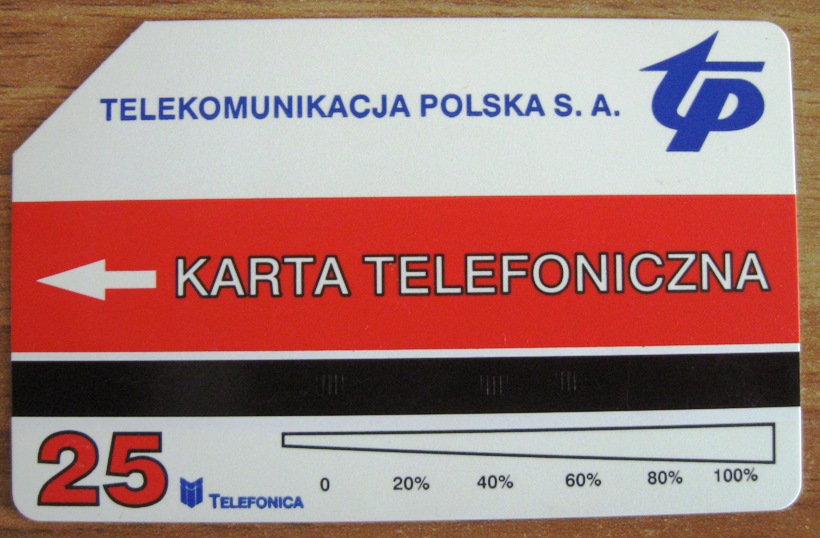 TELEKOMUNIKACJA POLSKA S. A.
tp
KARTA TELEFONICZNA
25
TELEFONICA
0 20% 40% 60% 80% 100%